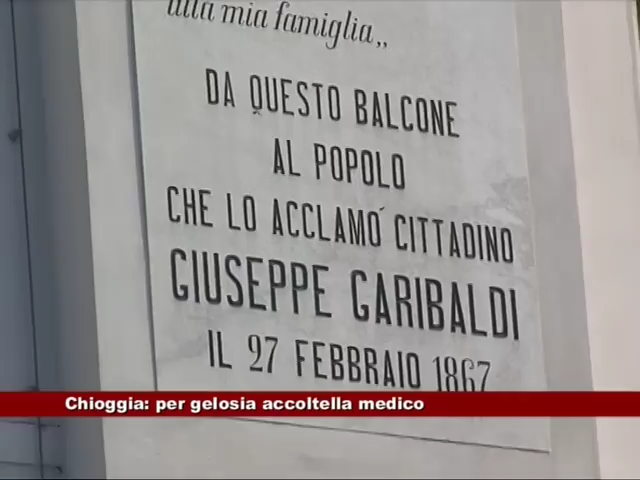 alla mia famiglia„
DA QUESTO BALCONE
AL POPOLO
CHE LO ACCLAMÒ CITTADINO
GIUSEPPE GARIBALDI
IL 27 FEBBRAIO 1867
Chioggia: per gelosia accoltella medico